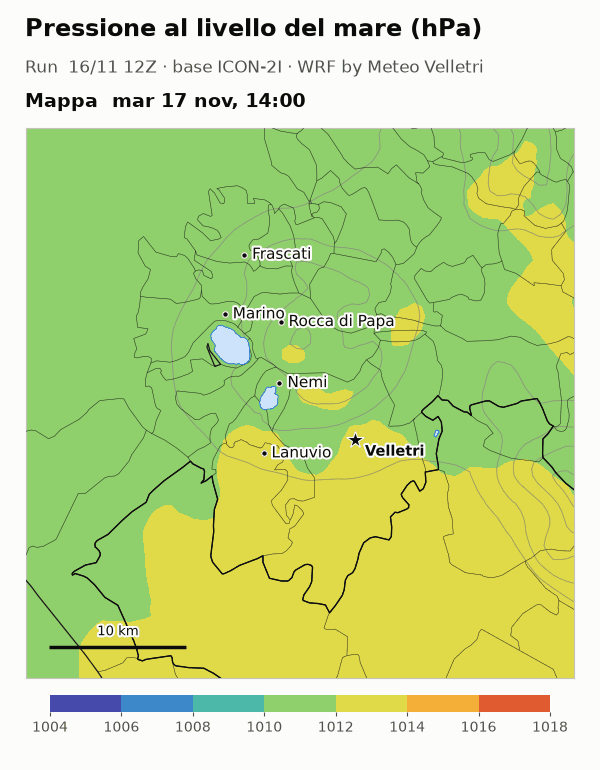 Pressione al livello del mare (hPa)
Run  16/11 12Z · base ICON-2I · WRF by Meteo Velletri
Mappa  mar 17 nov, 14:00
Frascati
Marino
Rocca di Papa
Nemi
Velletri
Lanuvio
10 km
1004 1006 1008 1010 1012 1014 1016 1018